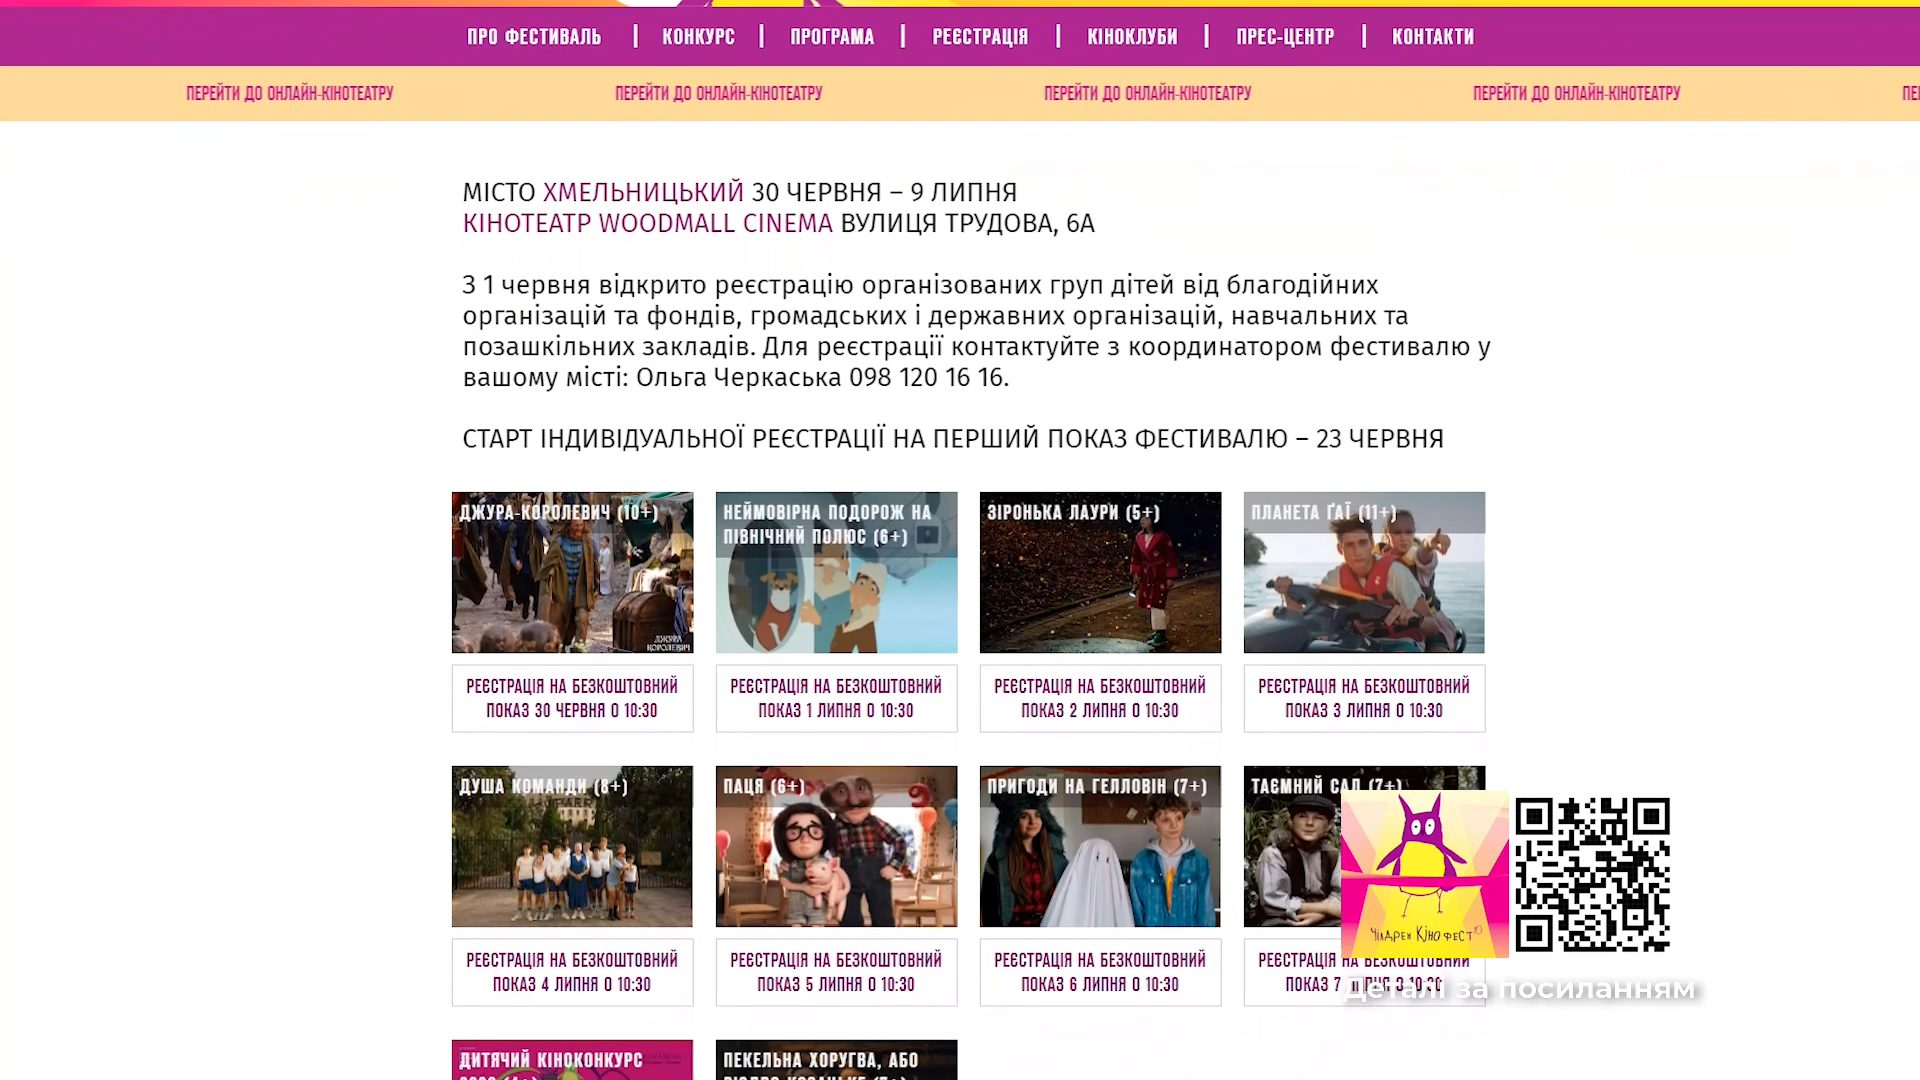 ПРО ФЕСТИВАЛЬ | КОНКУРС | ПРОГРАМА | РЕЄСТРАЦІЯ | КІНОКЛУБИ | ПРЕС-ЦЕНТР | КОНТАКТИ
ПЕРЕЙТИ ДО ОНЛАЙН-КІНОТЕАТРУ ПЕРЕЙТИ ДО ОНЛАЙН-КІНОТЕАТРУ ПЕРЕЙТИ ДО ОНЛАЙН-КІНОТЕАТРУ ПЕРЕЙТИ ДО ОНЛАЙН-КІНОТЕАТРУ
МІСТО ХМЕЛЬНИЦЬКИЙ 30 ЧЕРВНЯ – 9 ЛИПНЯ
КІНОТЕАТР WOODMALL CINEMA ВУЛИЦЯ ТРУДОВА, 6А
З 1 червня відкрито реєстрацію організованих груп дітей від благодійних
організацій та фондів, громадських і державних організацій, навчальних та
позашкільних закладів. Для реєстрації контактуйте з координатором фестивалю у
вашому місті: Ольга Черкаська 098 120 16 16.
СТАРТ ІНДИВІДУАЛЬНОЇ РЕЄСТРАЦІЇ НА ПЕРШИЙ ПОКАЗ ФЕСТИВАЛЮ – 23 ЧЕРВНЯ
ДЖУРА-КОРОЛЕВИЧ (10+)
ДЖУРА
КОРОЛЕВИЧ
РЕЄСТРАЦІЯ НА БЕЗКОШТОВНИЙ
ПОКАЗ 30 ЧЕРВНЯ О 10:30
НЕЙМОВІРНА ПОДОРОЖ НА
ПІВНІЧНИЙ ПОЛЮС (6+)
РЕЄСТРАЦІЯ НА БЕЗКОШТОВНИЙ
ПОКАЗ 1 ЛИПНЯ О 10:30
ЗІРОНЬКА ЛАУРИ (5+)
РЕЄСТРАЦІЯ НА БЕЗКОШТОВНИЙ
ПОКАЗ 2 ЛИПНЯ О 10:30
ПЛАНЕТА ҐАЇ (11+)
РЕЄСТРАЦІЯ НА БЕЗКОШТОВНИЙ
ПОКАЗ 3 ЛИПНЯ О 10:30
ДУША КОМАНДИ (8+)
РЕЄСТРАЦІЯ НА БЕЗКОШТОВНИЙ
ПОКАЗ 4 ЛИПНЯ О 10:30
ПАЦЯ (6+)
РЕЄСТРАЦІЯ НА БЕЗКОШТОВНИЙ
ПОКАЗ 5 ЛИПНЯ О 10:30
ПРИГОДИ НА ГЕЛЛОВІН (7+)
РЕЄСТРАЦІЯ НА БЕЗКОШТОВНИЙ
ПОКАЗ 6 ЛИПНЯ О 10:30
ТАЄМНИЙ САД (7+)
РЕЄСТРАЦІЯ НА БЕЗКОШТОВНИЙ
ПОКАЗ 7 ЛИПНЯ О 10:30
Чілдрен Кінофест 10
Деталі за посиланням
ДИТЯЧИЙ КІНОКОНКУРС
ПЕКЕЛЬНА ХОРУГВА, АБО